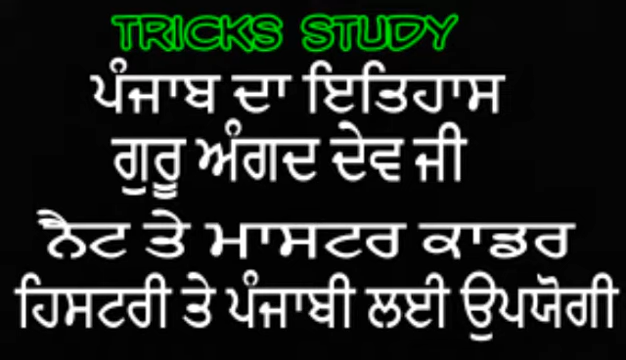 TRICKS STUDY
ਪੰਜਾਬ ਦਾ ਇਤਿਹਾਸ
ਗੁਰੂ ਅੰਗਦ ਦੇਵ ਜੀ
ਨੈਟ ਤੇ ਮਾਸਟਰ ਕਾਡਰ
ਹਿਸਟਰੀ ਤੇ ਪੰਜਾਬੀ ਲਈ ਉਪਯੋਗੀ